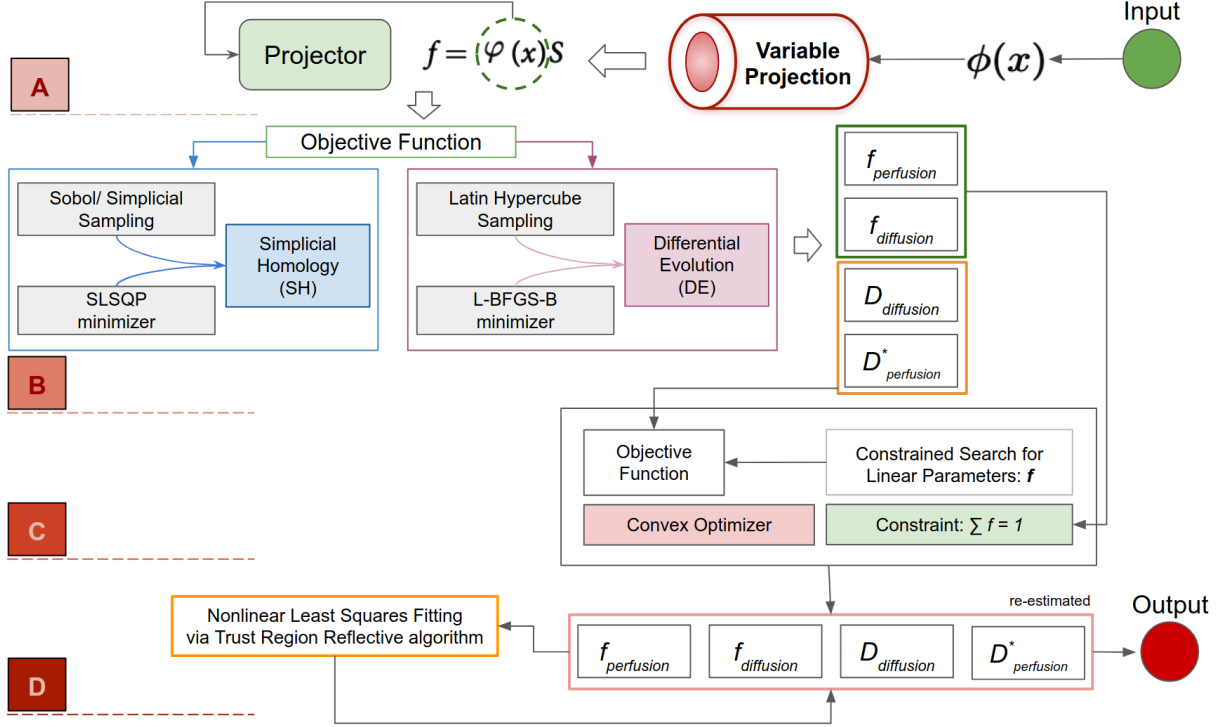 Input
Projector
f = φ (x)S
Variable
Projection
ϕ(x)
A
Objective Function
Sobol/ Simplicial
Sampling
SLSQP
minimizer
Simplicial
Homology
(SH)
Latin Hypercube
Sampling
L-BFGS-B
minimizer
Differential
Evolution
(DE)
f perfusion
f diffusion
D diffusion
D* perfusion
B
Objective
Function
Constrained Search for
Linear Parameters: f
Convex Optimizer
Constraint: ∑ f = 1
C
re-estimated
Output
Nonlinear Least Squares Fitting
via Trust Region Reflective algorithm
f perfusion
f diffusion
D diffusion
D* perfusion
D